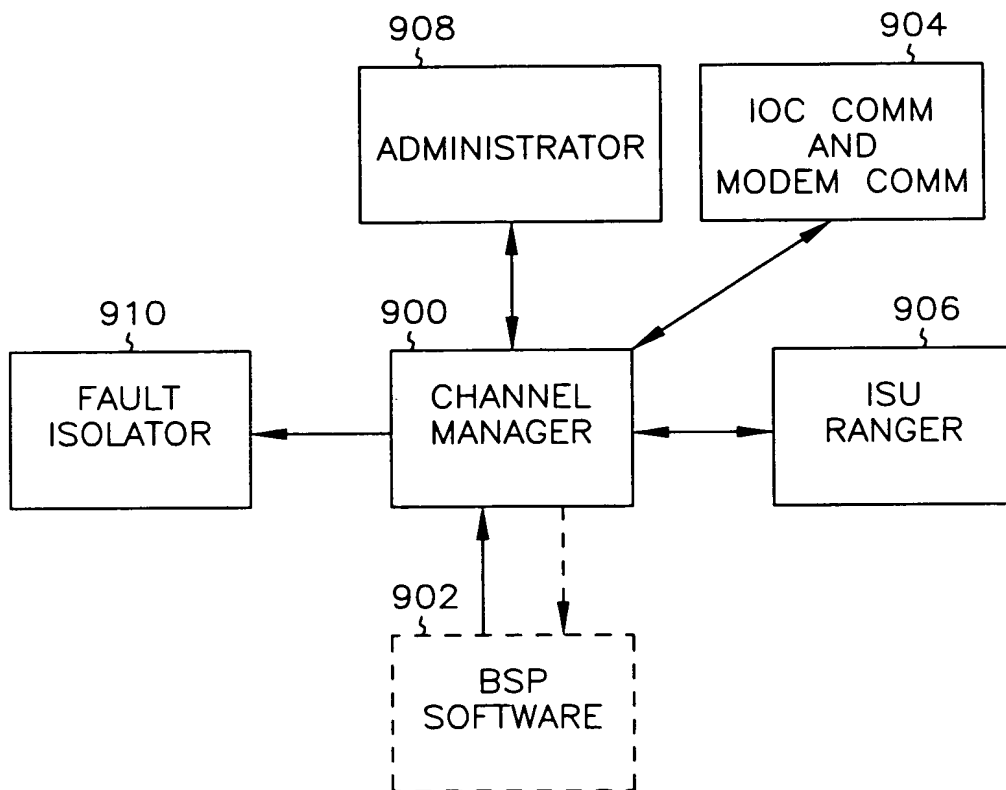 908
ADMINISTRATOR
904
IOC COMM
AND
MODEM COMM
910
FAULT
ISOLATOR
900
CHANNEL
MANAGER
906
ISU
RANGER
902
BSP
SOFTWARE